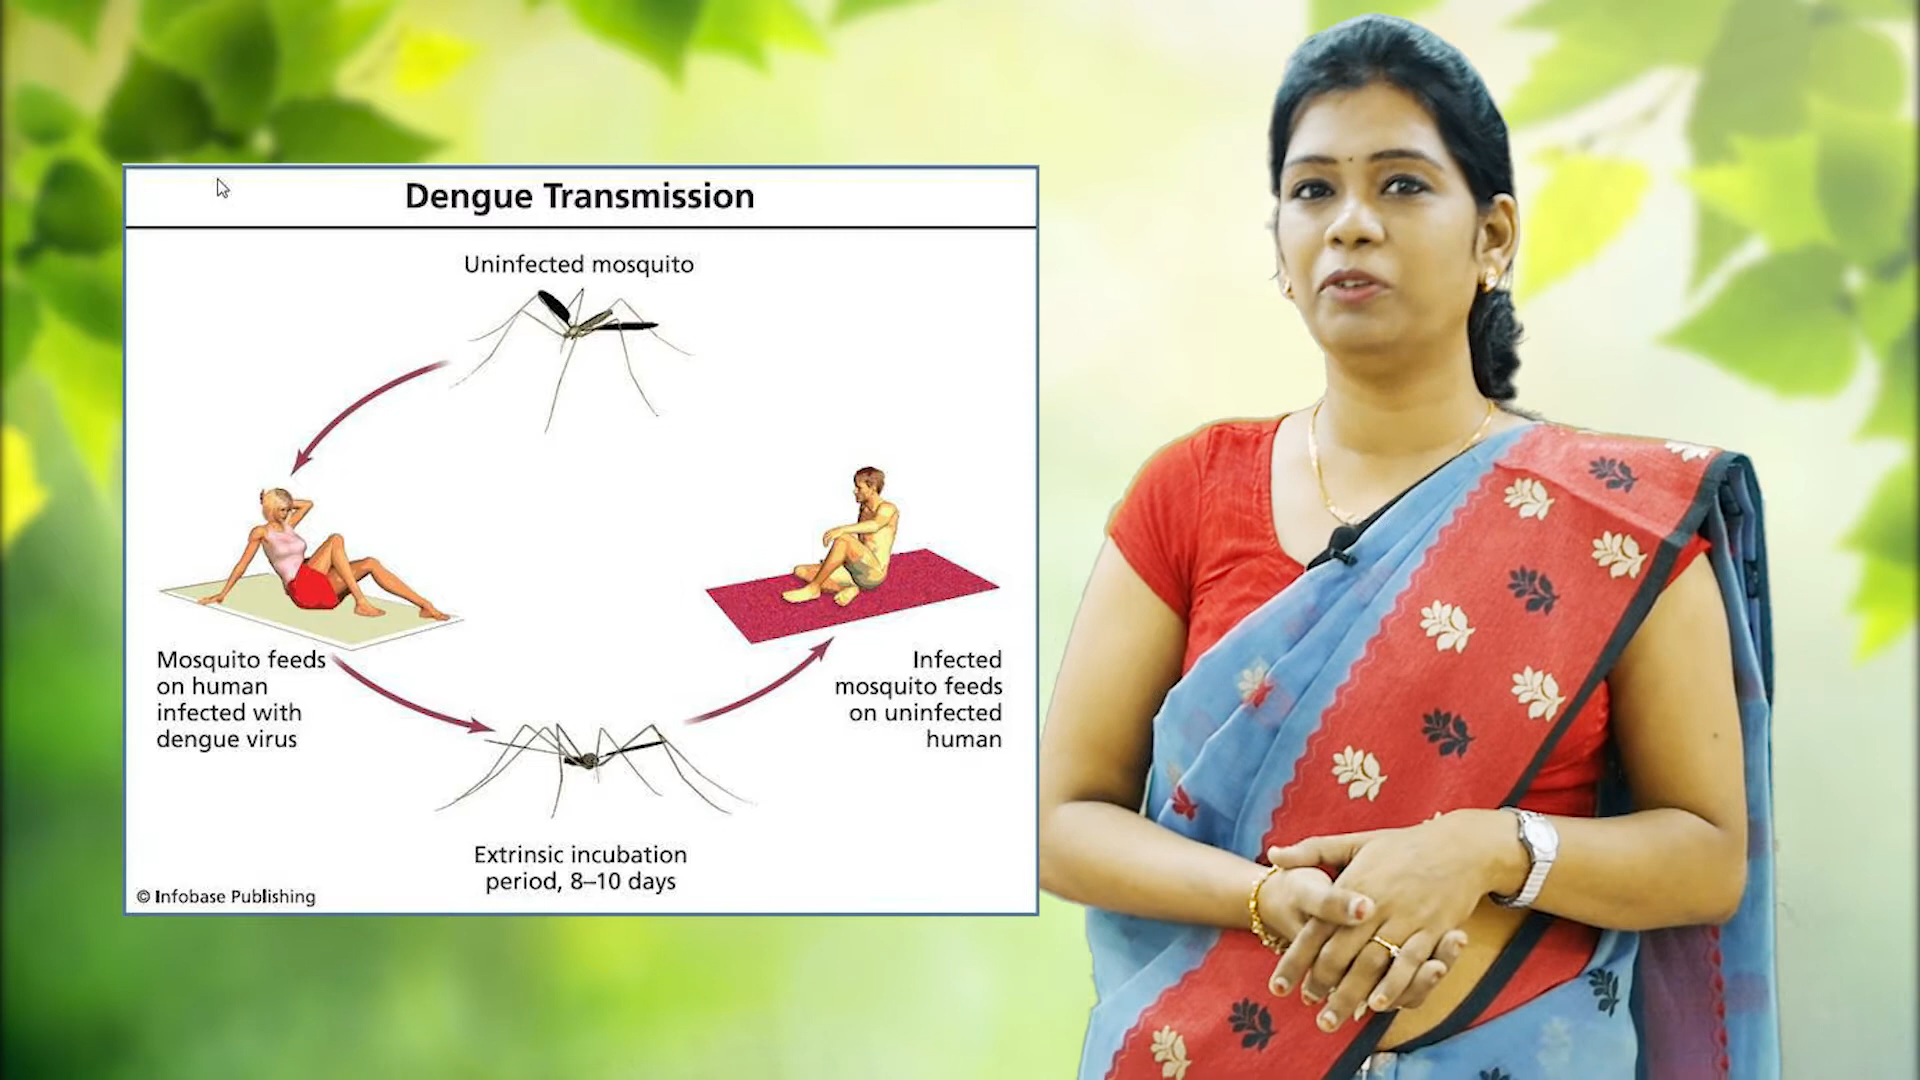 Dengue Transmission
Uninfected mosquito
Mosquito feeds
on human
infected with
dengue virus
Infected
mosquito feeds
on uninfected
human
Extrinsic incubation
period, 8–10 days
© Infobase Publishing